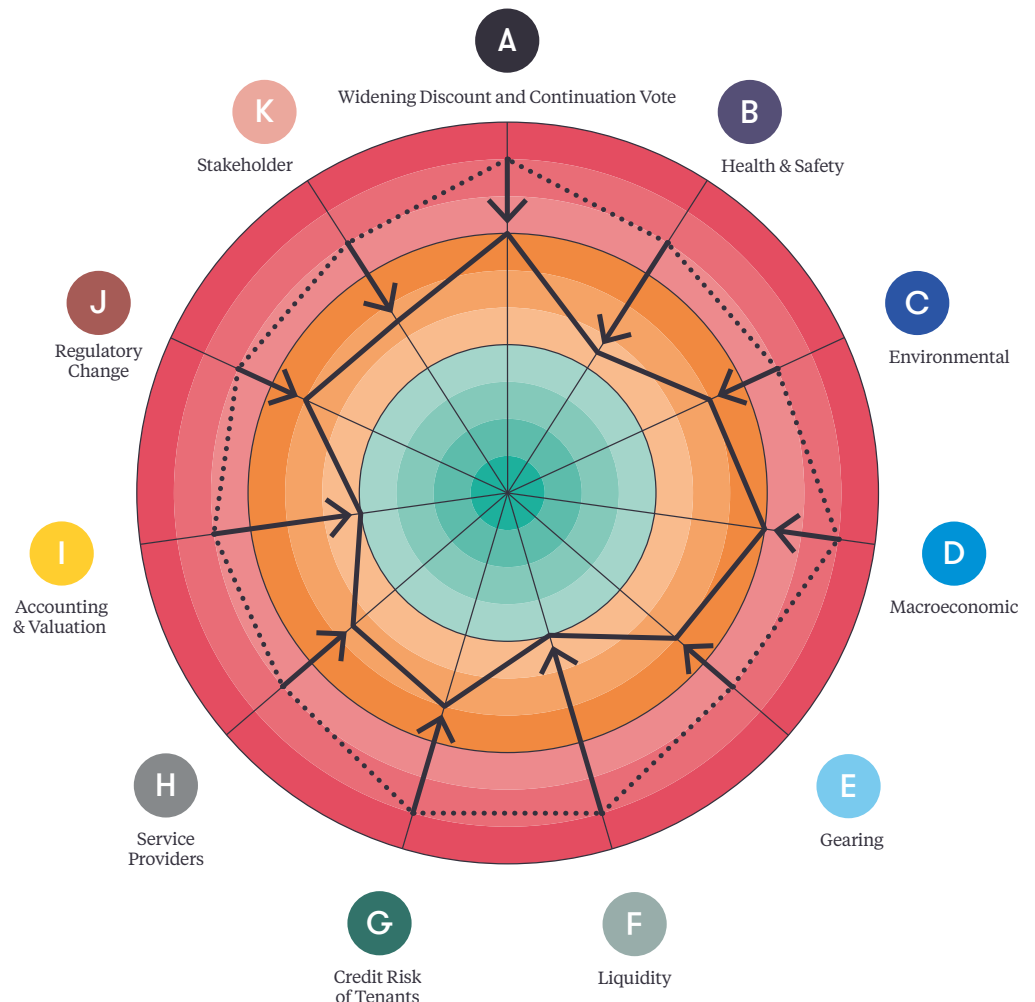 A
Widening Discount and Continuation Vote
B
Health & Safety
C
Environmental
D
Macroeconomic
E
Gearing
F
Liquidity
G
Credit Risk
of Tenants
H
Service
Providers
I
Accounting
& Valuation
J
Regulatory
Change
K
Stakeholder